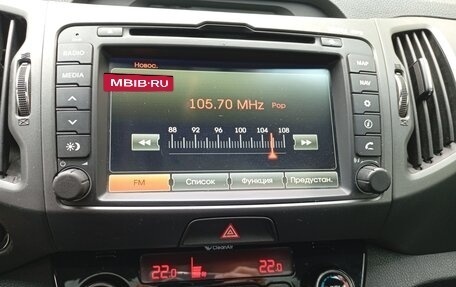 Новос.
RADIO
MEDIA
MAP
NAV
MBIB.RU
105.70 MHz Pop
88 92 96 100 104 108
FM Список Функция Предустан.
CleanAir
22.0 22.0